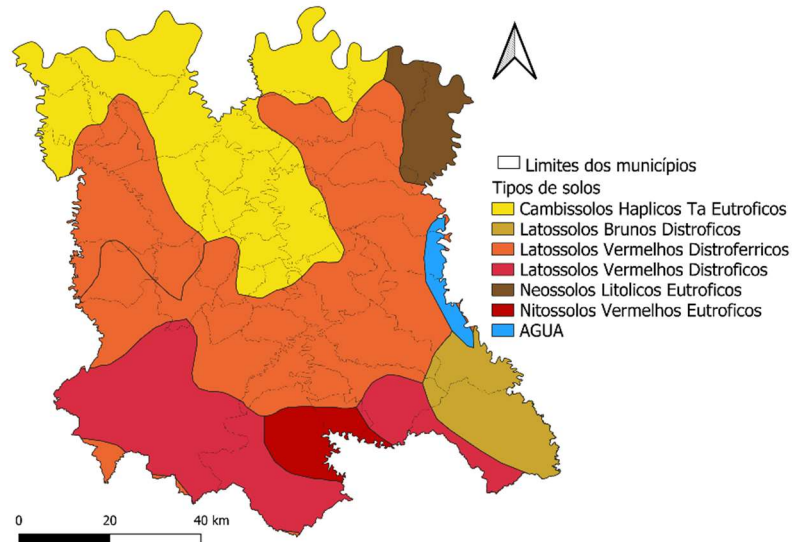 Limites dos municípios
Tipos de solos
Cambissolos Haplicos Ta Eutroficos
Latossolos Brunos Distroficos
Latossolos Vermelhos Distroferricos
Latossolos Vermelhos Distroficos
Neossolos Litolicos Eutroficos
Nitossolos Vermelhos Eutroficos
AGUA
0 20 40 km